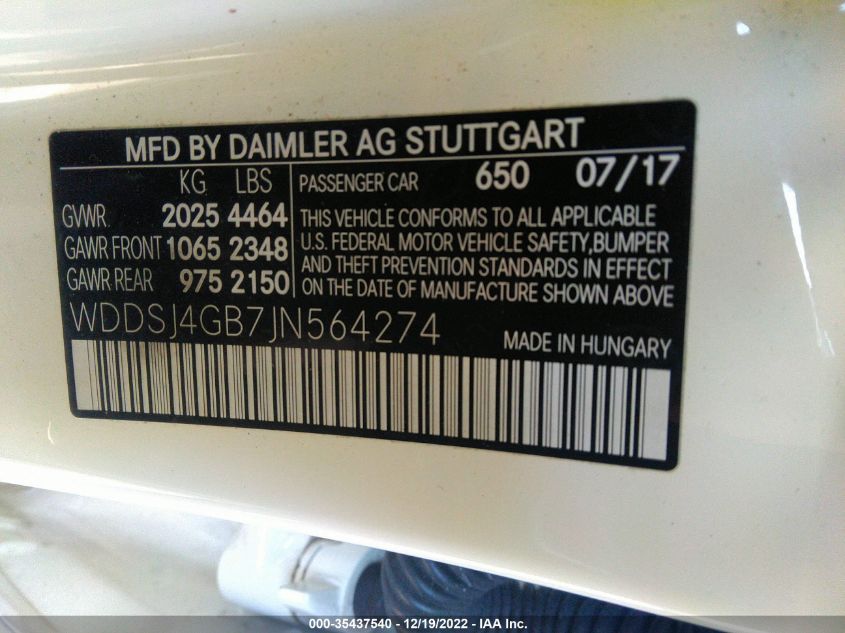 MFD BY DAIMLER AG STUTTGART
KG LBS
GVWR 2025 4464
GAWR FRONT 1065 2348
GAWR REAR 975 2150
PASSENGER CAR 650 07/17
THIS VEHICLE CONFORMS TO ALL APPLICABLE
U.S. FEDERAL MOTOR VEHICLE SAFETY,BUMPER
AND THEFT PREVENTION STANDARDS IN EFFECT
ON THE DATE OF MANUFACTURE SHOWN ABOVE
WDDSJ4GB7JN564274
MADE IN HUNGARY
000-35437540 - 12/19/2022 - IAA Inc.